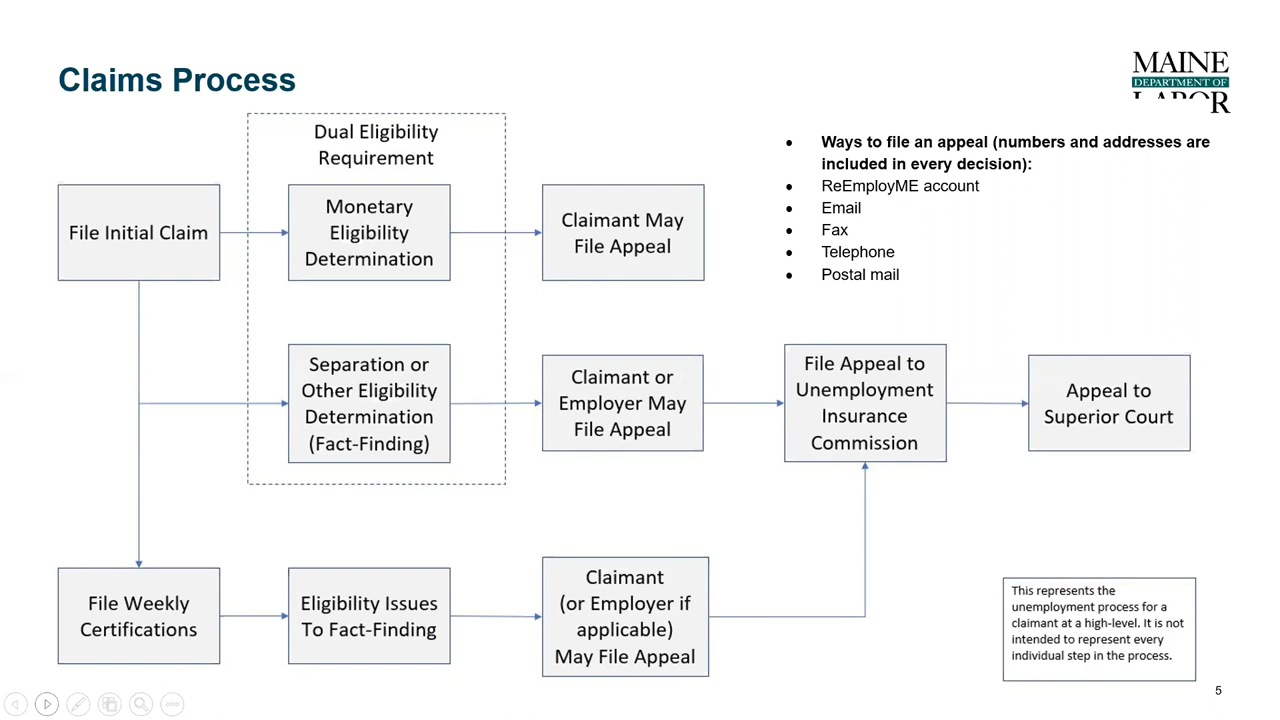 Claims Process
MAINE
DEPARTMENT OF
LABOR
Dual Eligibility
Requirement
File Initial Claim
Monetary
Eligibility
Determination
Claimant May
File Appeal
• Ways to file an appeal (numbers and addresses are
included in every decision):
• ReEmployME account
• Email
• Fax
• Telephone
• Postal mail
Separation or
Other Eligibility
Determination
(Fact-Finding)
Claimant or
Employer May
File Appeal
File Appeal to
Unemployment
Insurance
Commission
Appeal to
Superior Court
File Weekly
Certifications
Eligibility Issues
To Fact-Finding
Claimant
(or Employer if
applicable)
May File Appeal
This represents the
unemployment process for a
claimant at a high-level. It is not
intended to represent every
individual step in the process.
5